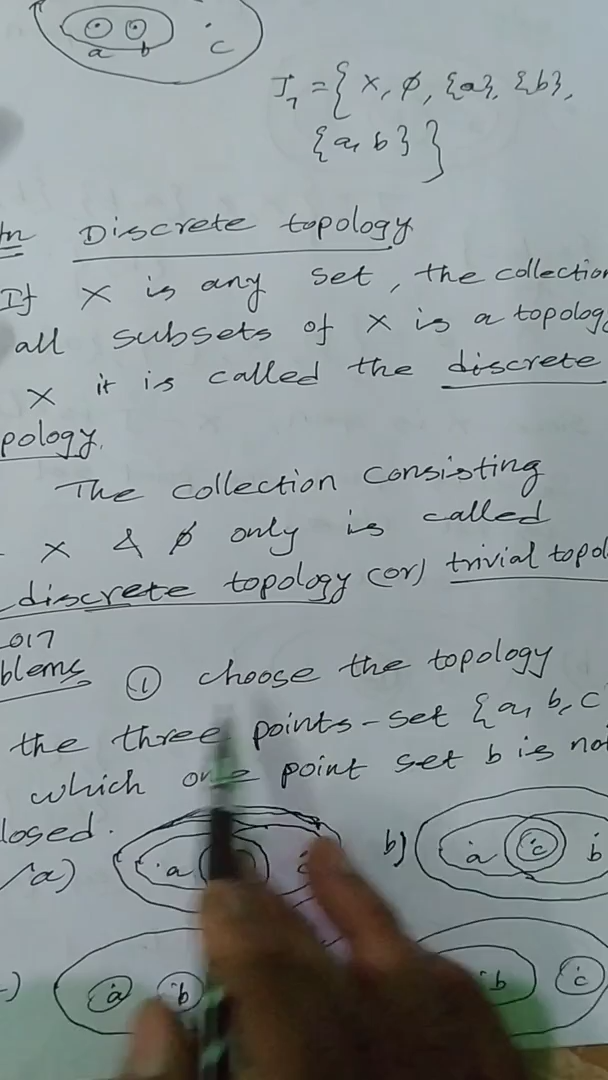 a b c
J₁ = { X, φ, {a}, {b},
{a, b} }
Discrete topology
If X is any set, the collection
all subsets of X is a topolog
X it is called the discrete
pology.
The collection consisting
X & φ only is called
discrete topology (or) trivial topol
2017
blems ① choose the topology
the three points-set {a, b, c
which one point set b is not
losed.
a) a c b) a c b
a b b c